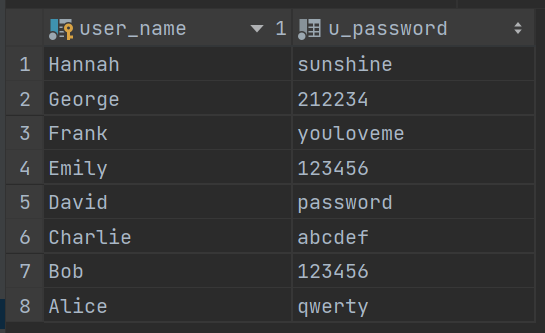 user_name 1 u_password
1 Hannah sunshine
2 George 212234
3 Frank youloveme
4 Emily 123456
5 David password
6 Charlie abcdef
7 Bob 123456
8 Alice qwerty